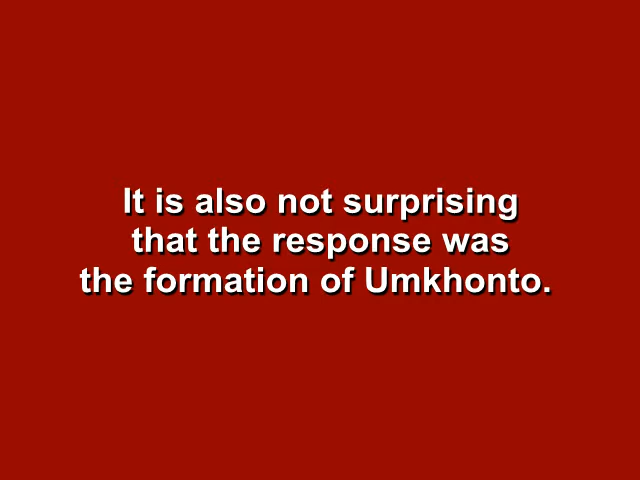 It is also not surprising
that the response was
the formation of Umkhonto.